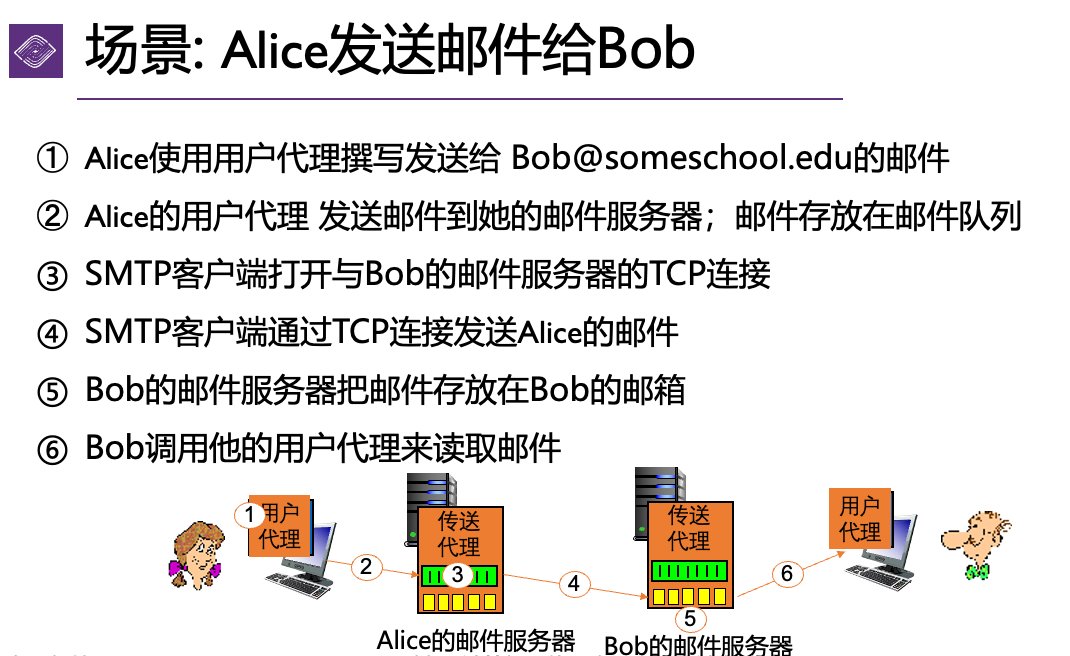 场景: Alice发送邮件给Bob
① Alice使用用户代理撰写发送给 Bob@someschool.edu的邮件
② Alice的用户代理 发送邮件到她的邮件服务器；邮件存放在邮件队列
③ SMTP客户端打开与Bob的邮件服务器的TCP连接
④ SMTP客户端通过TCP连接发送Alice的邮件
⑤ Bob的邮件服务器把邮件存放在Bob的邮箱
⑥ Bob调用他的用户代理来读取邮件
1 用户
代理
2
传送
代理
3
4
传送
代理
5
6
用户
代理
Alice的邮件服务器
Bob的邮件服务器